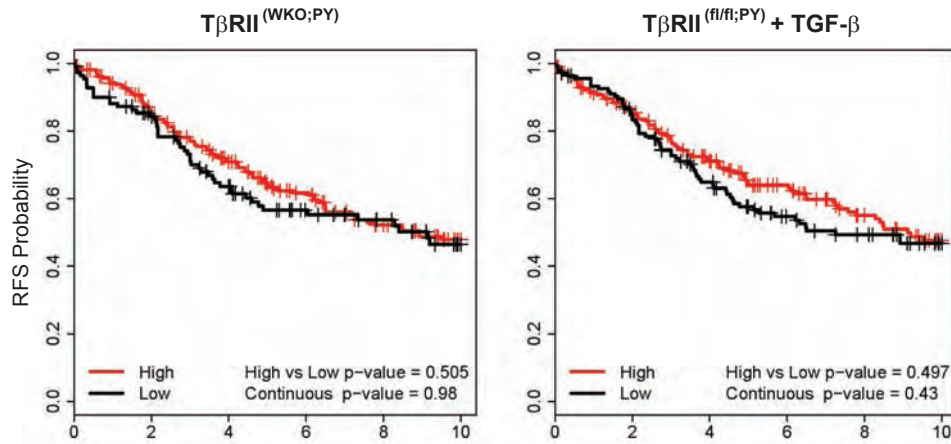 TβRII(WKO;PY)
TβRII(fl/fl;PY) + TGF-β
RFS Probability
1.0
0.8
0.6
0.4
0.2
0.0
High
High vs Low p−value = 0.505
Low
Continuous p−value = 0.98
0 2 4 6 8 10
1.0
0.8
0.6
0.4
0.2
0.0
High
High vs Low p−value = 0.497
Low
Continuous p−value = 0.43
0 2 4 6 8 10